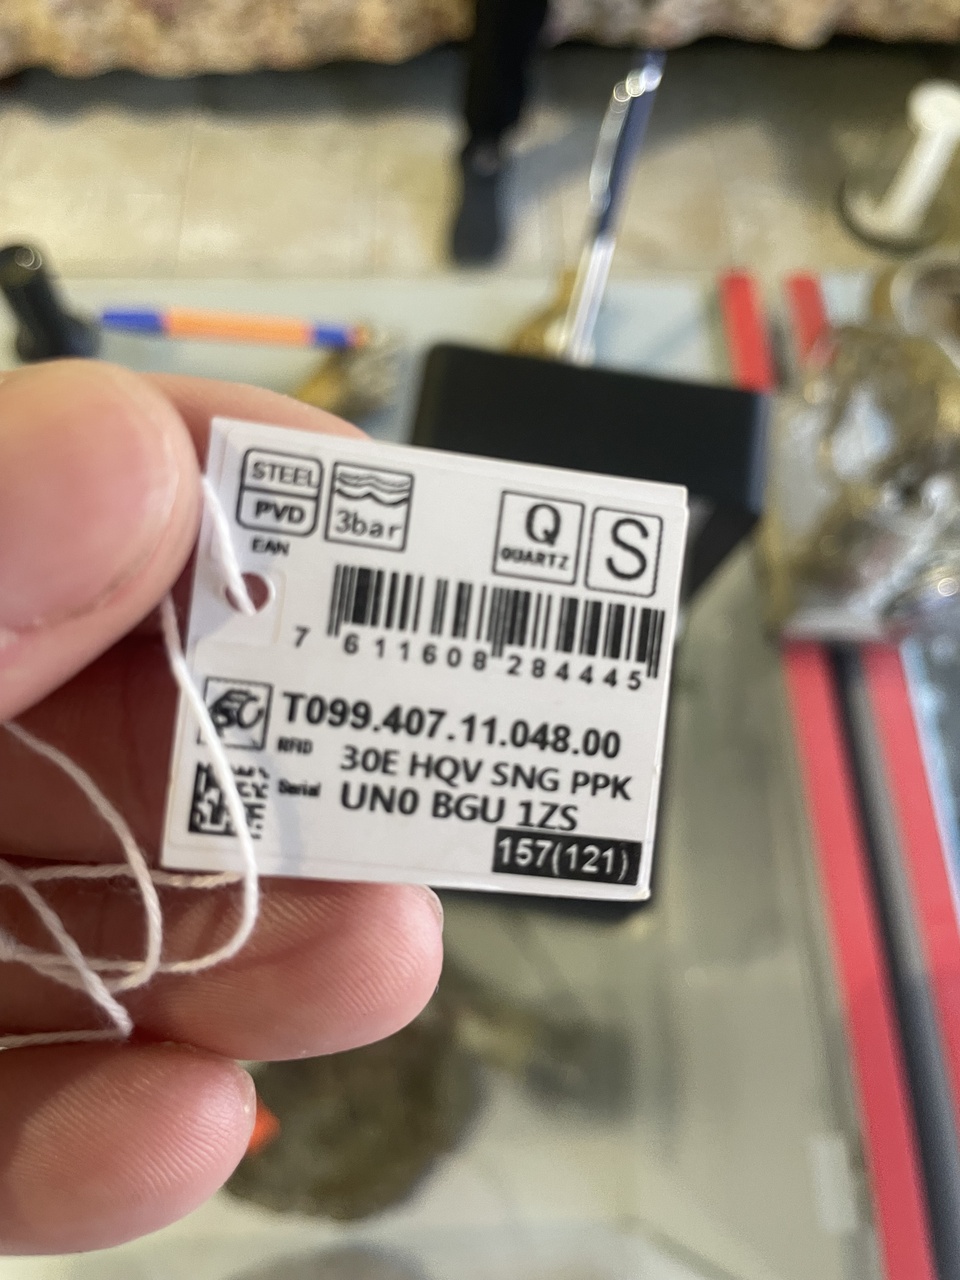 STEEL
PVD
3bar
Q
QUARTZ
S
EAN
7 611608 284445
T099.407.11.048.00
RFID 30E HQV SNG PPK
Serial UN0 BGU 1ZS
157(121)